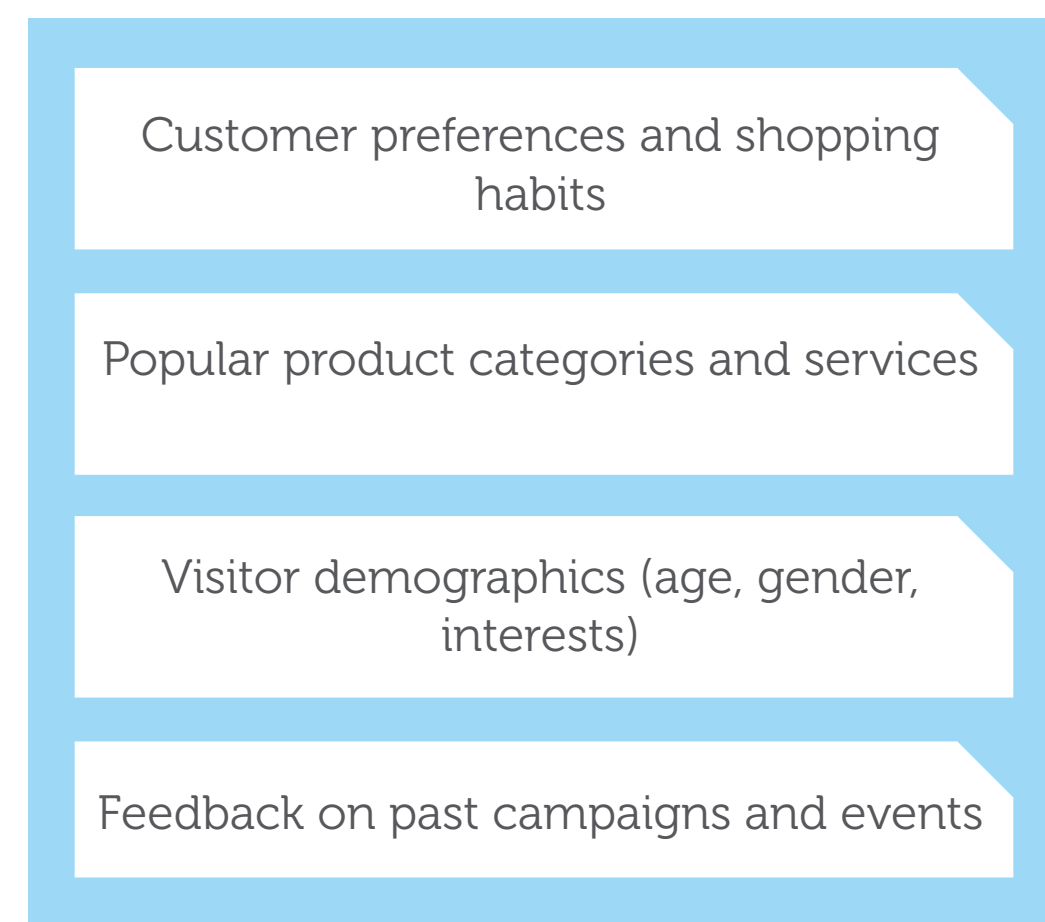 Customer preferences and shopping
habits
Popular product categories and services
Visitor demographics (age, gender,
interests)
Feedback on past campaigns and events